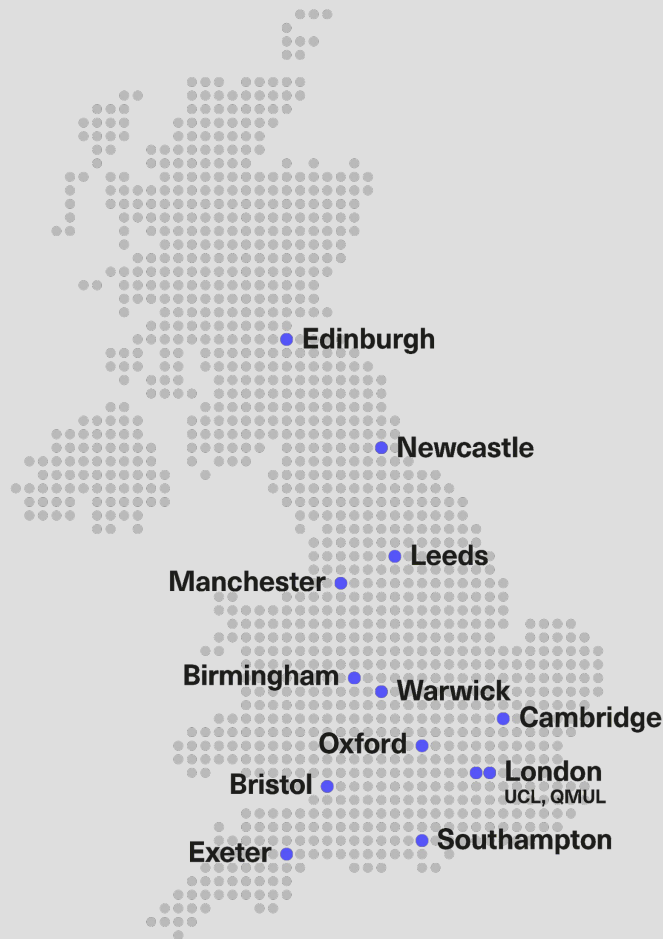 Edinburgh
Newcastle
Leeds
Manchester
Birmingham
Warwick
Cambridge
Oxford
London
UCL, QMUL
Bristol
Southampton
Exeter